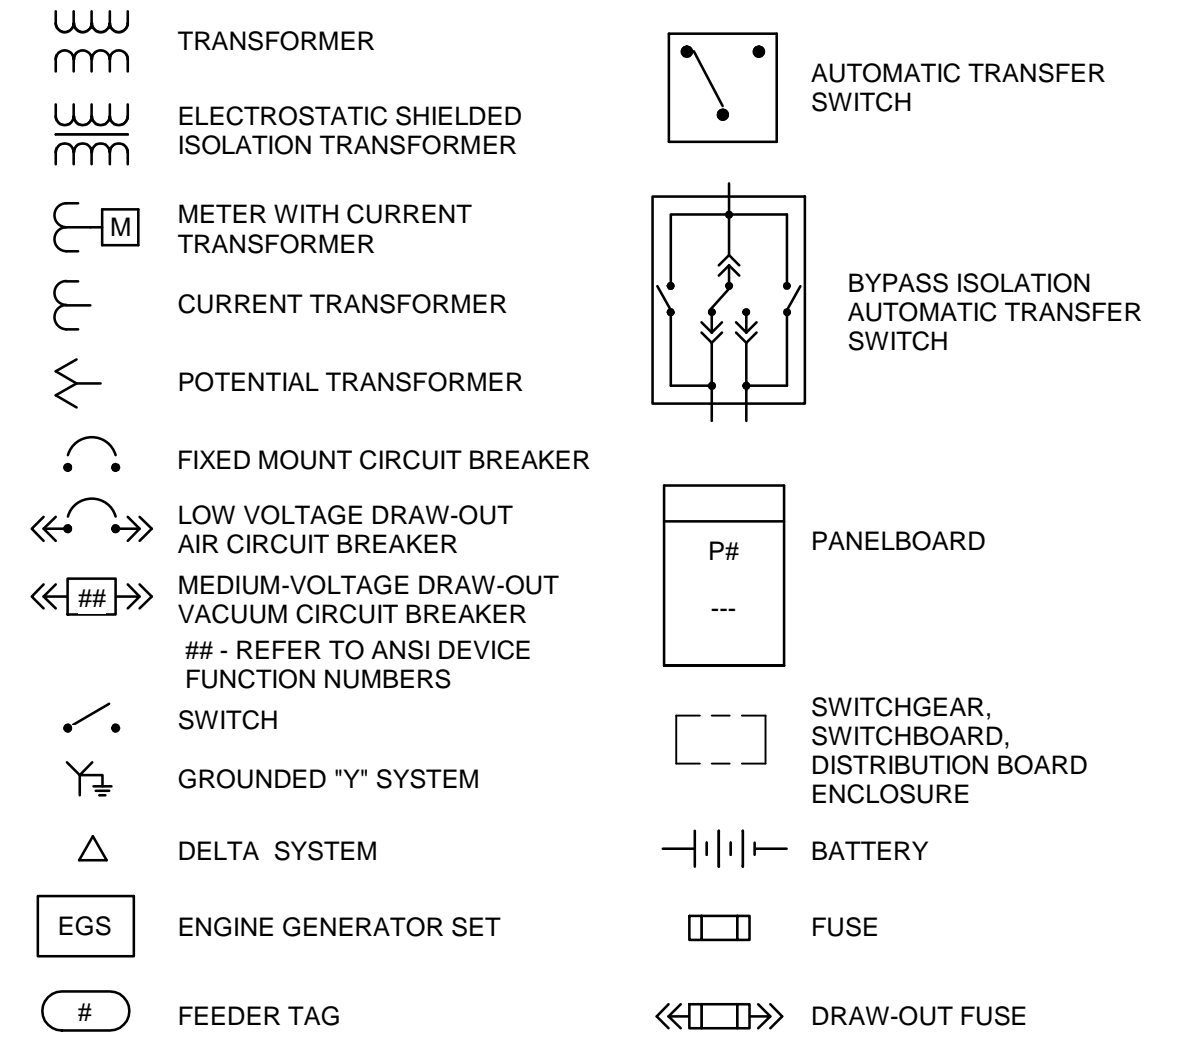 TRANSFORMER
ELECTROSTATIC SHIELDED
ISOLATION TRANSFORMER
M
METER WITH CURRENT
TRANSFORMER
CURRENT TRANSFORMER
POTENTIAL TRANSFORMER
FIXED MOUNT CIRCUIT BREAKER
LOW VOLTAGE DRAW-OUT
AIR CIRCUIT BREAKER
##
MEDIUM-VOLTAGE DRAW-OUT
VACUUM CIRCUIT BREAKER
## - REFER TO ANSI DEVICE
FUNCTION NUMBERS
SWITCH
GROUNDED "Y" SYSTEM
DELTA SYSTEM
EGS
ENGINE GENERATOR SET
#
FEEDER TAG
AUTOMATIC TRANSFER
SWITCH
BYPASS ISOLATION
AUTOMATIC TRANSFER
SWITCH
P#
---
PANELBOARD
SWITCHGEAR,
SWITCHBOARD,
DISTRIBUTION BOARD
ENCLOSURE
BATTERY
FUSE
DRAW-OUT FUSE